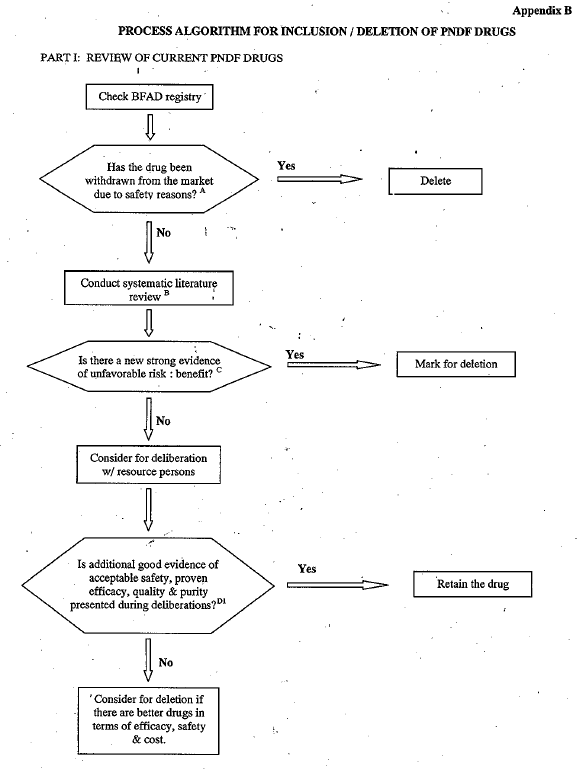 Appendix B
PROCESS ALGORITHM FOR INCLUSION / DELETION OF PNDF DRUGS
PART I: REVIEW OF CURRENT PNDF DRUGS
Check BFAD registry
Has the drug been
withdrawn from the market
due to safety reasons? A
Yes
Delete
No
Conduct systematic literature
review B
Is there a new strong evidence
of unfavorable risk : benefit? C
Yes
Mark for deletion
No
Consider for deliberation
w/ resource persons
Is additional good evidence of
acceptable safety, proven
efficacy, quality & purity
presented during deliberations?D1
Yes
Retain the drug
No
Consider for deletion if
there are better drugs in
terms of efficacy, safety
& cost.